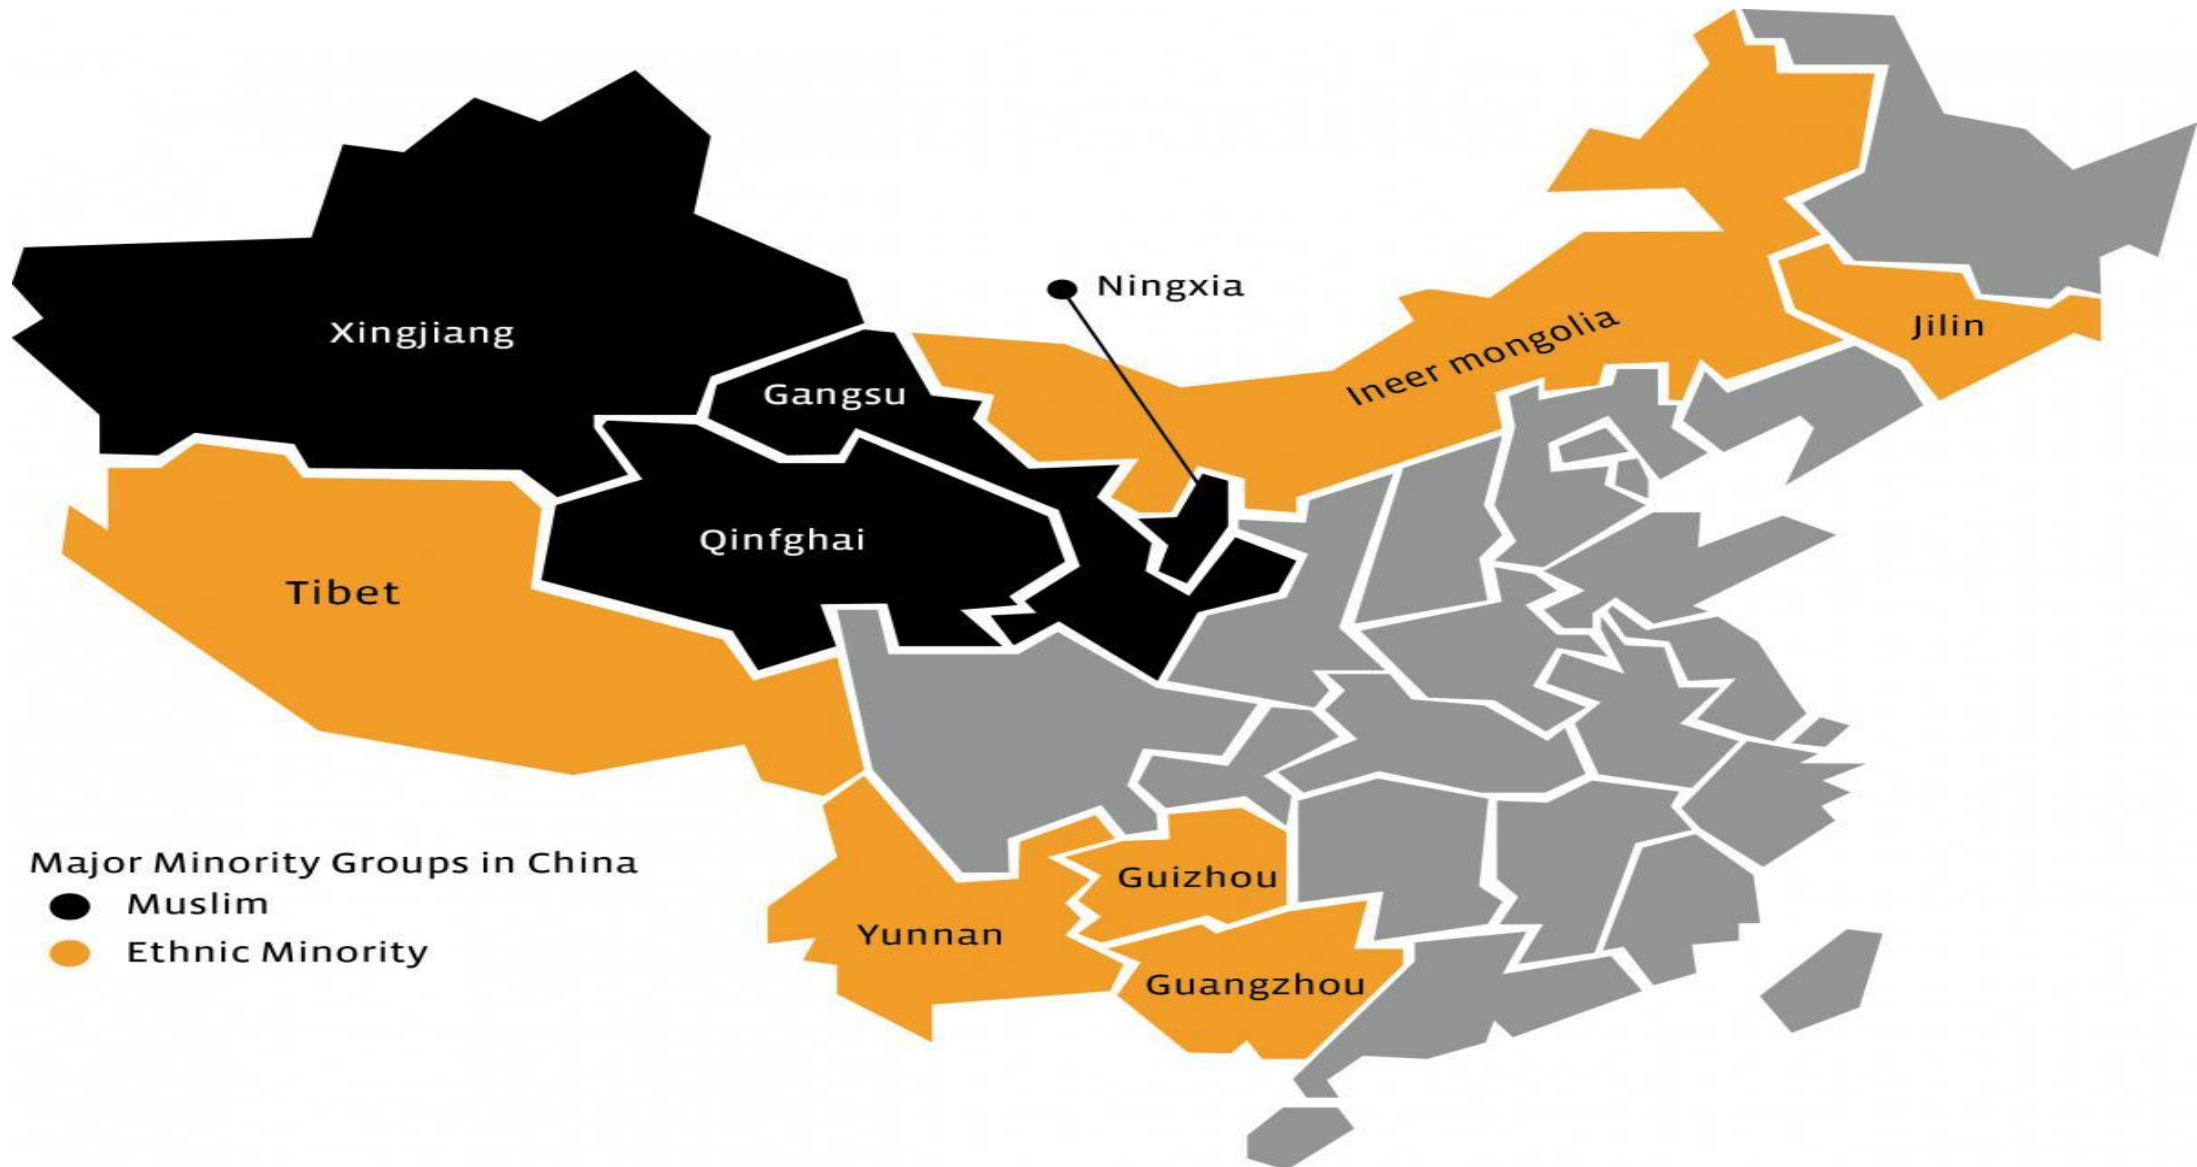 Ningxia
Xingjiang
Jilin
Ineer mongolia
Gangsu
Qinfghai
Tibet
Major Minority Groups in China
Muslim
Ethnic Minority
Guizhou
Yunnan
Guangzhou